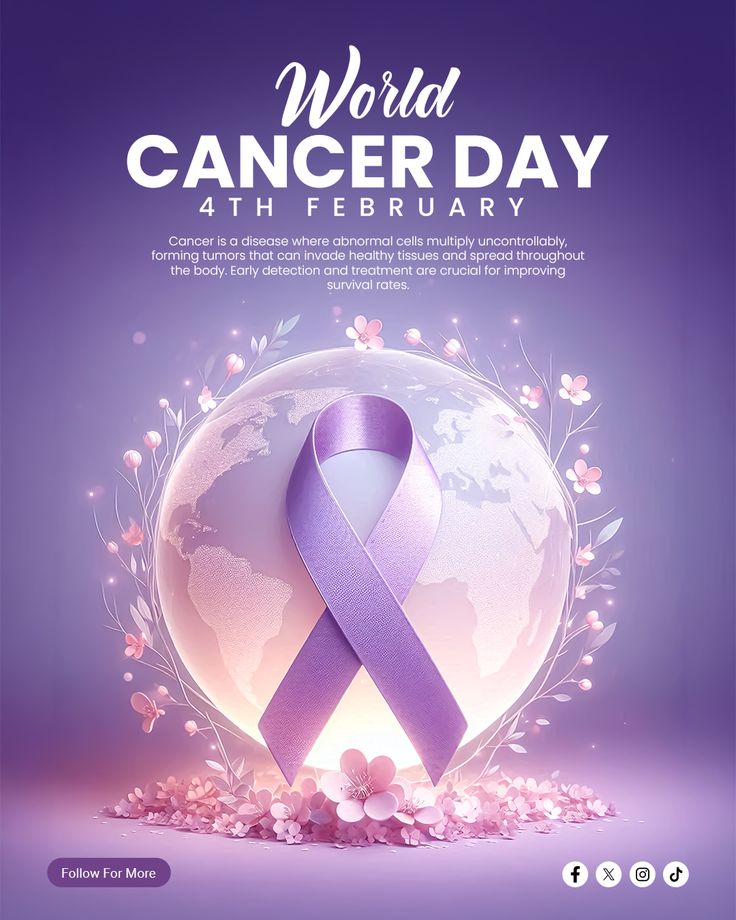 World
CANCER DAY
4TH FEBRUARY
Cancer is a disease where abnormal cells multiply uncontrollably,
forming tumors that can invade healthy tissues and spread throughout
the body. Early detection and treatment are crucial for improving
survival rates.
Follow For More